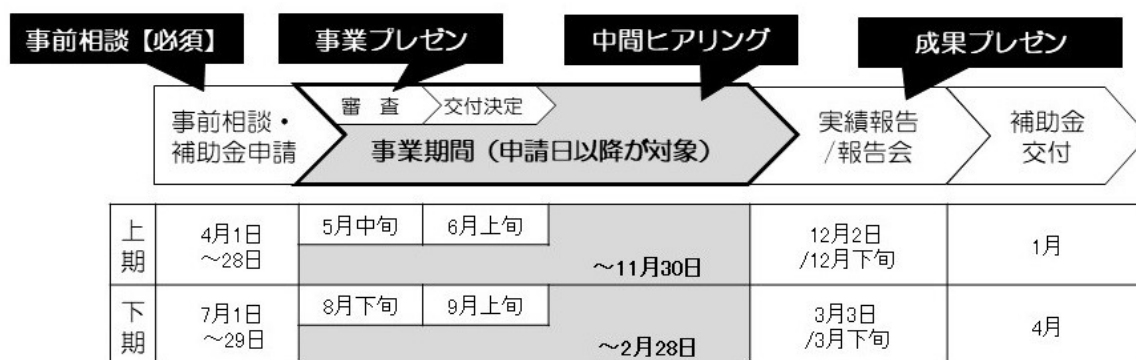 事前相談【必須】
事業プレゼン
中間ヒアリング
成果プレゼン
事前相談・
補助金申請
審 査
交付決定
事業期間（申請日以降が対象）
実績報告
/報告会
補助金
交付
上
期
4月1日
～28日
5月中旬
6月上旬
～11月30日
12月2日
/12月下旬
1月
下
期
7月1日
～29日
8月下旬
9月上旬
～2月28日
3月3日
/3月下旬
4月